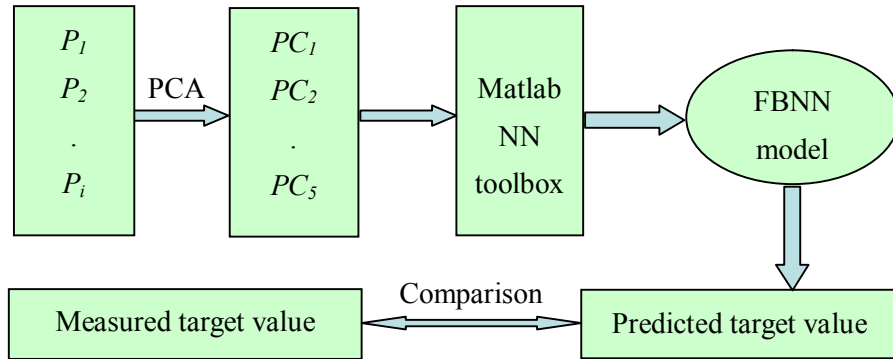 P1
P2
.
Pi
PCA
PC1
PC2
.
PC5
Matlab
NN
toolbox
FBNN
model
Measured target value
Comparison
Predicted target value